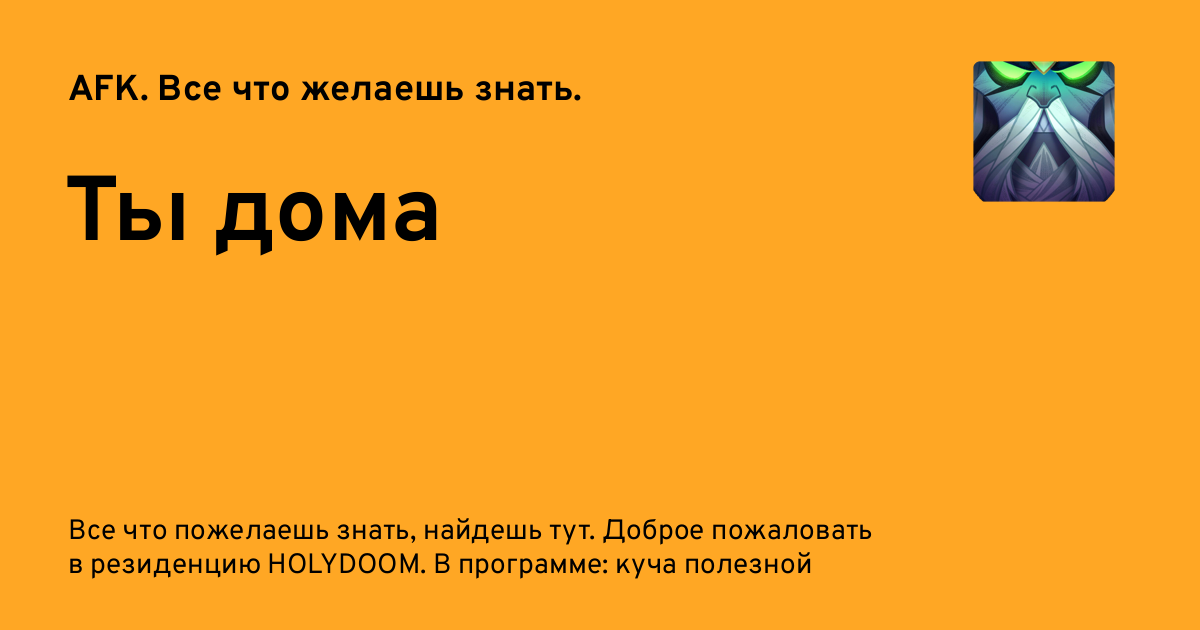 AFK. Все что желаешь знать.
Ты дома
Все что пожелаешь знать, найдешь тут. Доброе пожаловать
в резиденцию HOLYDOOM. В программе: куча полезной